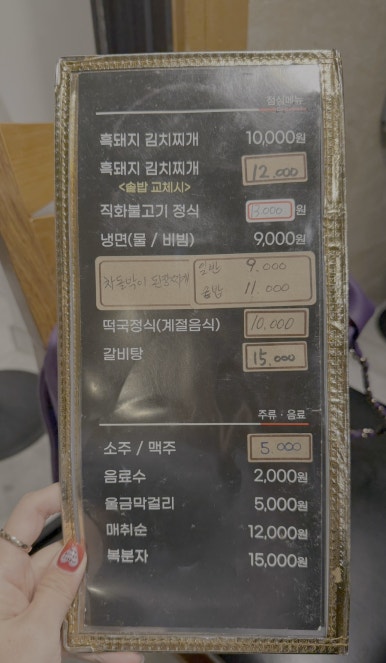 점심메뉴
흑돼지 김치찌개 10,000원
흑돼지 김치찌개 12,000
<솥밥 교체시>
직화불고기 정식 원
냉면(물 / 비빔) 9,000원
차돌박이 된장찌개 일반 9.000
솥밥 11.000
떡국정식(계절음식) 10.000
갈비탕 15,000
주류 · 음료
소주 / 맥주 5,000
음료수 2,000원
울금막걸리 5,000원
매취순 12,000원
복분자 15,000원